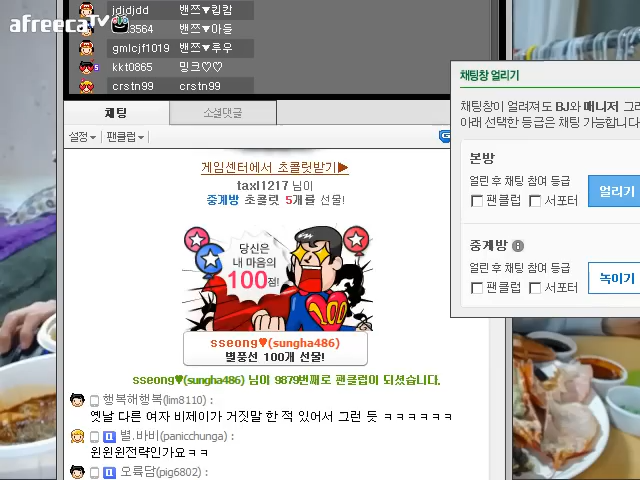 afreecaTV
jdjdjdd 밴쯔▼킹캄
3564 밴쯔▼아등
gmlcjf1019 밴쯔▼루우
5 kkt0865 밍크♡♡
crstn99 crstn99
채팅 소셜댓글
설정 팬클럽
게임센터에서 초콜릿받기▶
taxl1217 님이
중계방 초콜릿 5개를 선물!
당신은
내 마음의
100점!
100
sseong♥(sungha486)
별풍선 100개 선물!
sseong♥(sungha486) 님이 9879번째로 팬클럽이 되셨습니다.
행복해행복(lim8110) :
옛날 다른 여자 비제이가 거짓말 한 적 있어서 그런 듯 ㅋㅋㅋㅋㅋㅋ
별.바비(panicchunga) :
윈윈윈전략인가요ㅋㅋ
오륙담(pig6802) :
채팅창 얼리기
채팅창이 얼려져도 BJ와 매니저 그리
아래 선택한 등급은 채팅 가능합니다
본방
얼린 후 채팅 참여 등급
팬클럽 서포터 얼리기
중계방
얼린 후 채팅 참여 등급
팬클럽 서포터 녹이기